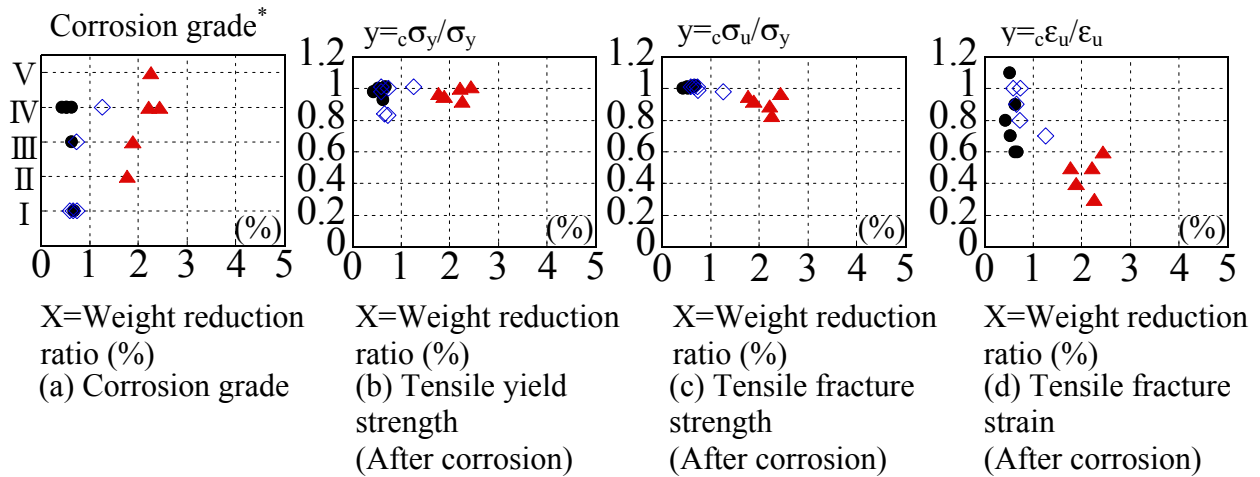 Corrosion grade*
V
IV
III
II
I
(%)
0 1 2 3 4 5
X=Weight reduction
ratio (%)
(a) Corrosion grade
y=cσy/σy
1.2
1
0.8
0.6
0.4
0.2
0
(%)
0 1 2 3 4 5
X=Weight reduction
ratio (%)
(b) Tensile yield
strength
(After corrosion)
y=cσu/σy
1.2
1
0.8
0.6
0.4
0.2
0
(%)
0 1 2 3 4 5
X=Weight reduction
ratio (%)
(c) Tensile fracture
strength
(After corrosion)
y=cεu/εu
1.2
1
0.8
0.6
0.4
0.2
0
(%)
0 1 2 3 4 5
X=Weight reduction
ratio (%)
(d) Tensile fracture
strain
(After corrosion)